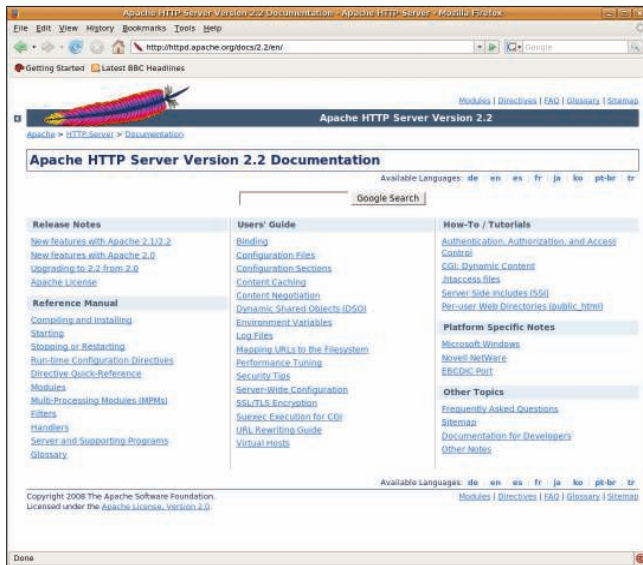 Apache HTTP Server Version 2.2 Documentation - Apache HTTP Server - Mozilla Firefox
File Edit View History Bookmarks Tools Help
http://httpd.apache.org/docs/2.2/en/
Google
Getting Started Latest BBC Headlines
Modules | Directives | FAQ | Glossary | Sitemap
Apache HTTP Server Version 2.2
Apache > HTTP Server > Documentation
Apache HTTP Server Version 2.2 Documentation
Available Languages: de en es fr ja ko pt-br tr
Google Search
Release Notes
New features with Apache 2.1/2.2
New features with Apache 2.0
Upgrading to 2.2 from 2.0
Apache License
Reference Manual
Compiling and Installing
Starting
Stopping or Restarting
Run-time Configuration Directives
Directive Quick-Reference
Modules
Multi-Processing Modules (MPMs)
Filters
Handlers
Server and Supporting Programs
Glossary
Users' Guide
Binding
Configuration Files
Configuration Sections
Content Caching
Content Negotiation
Dynamic Shared Objects (DSO)
Environment Variables
Log Files
Mapping URLs to the Filesystem
Performance Tuning
Security Tips
Server-Wide Configuration
SSL/TLS Encryption
Suexec Execution for CGI
URL Rewriting Guide
Virtual Hosts
How-To / Tutorials
Authentication, Authorization, and Access
Control
CGI: Dynamic Content
.htaccess files
Server Side Includes (SSI)
Per-user Web Directories (public_html)
Platform Specific Notes
Microsoft Windows
Novell NetWare
EBCDIC Port
Other Topics
Frequently Asked Questions
Sitemap
Documentation for Developers
Other Notes
Available Languages: de en es fr ja ko pt-br tr
Copyright 2008 The Apache Software Foundation.
Licensed under the Apache License, Version 2.0.
Modules | Directives | FAQ | Glossary | Sitemap
Done